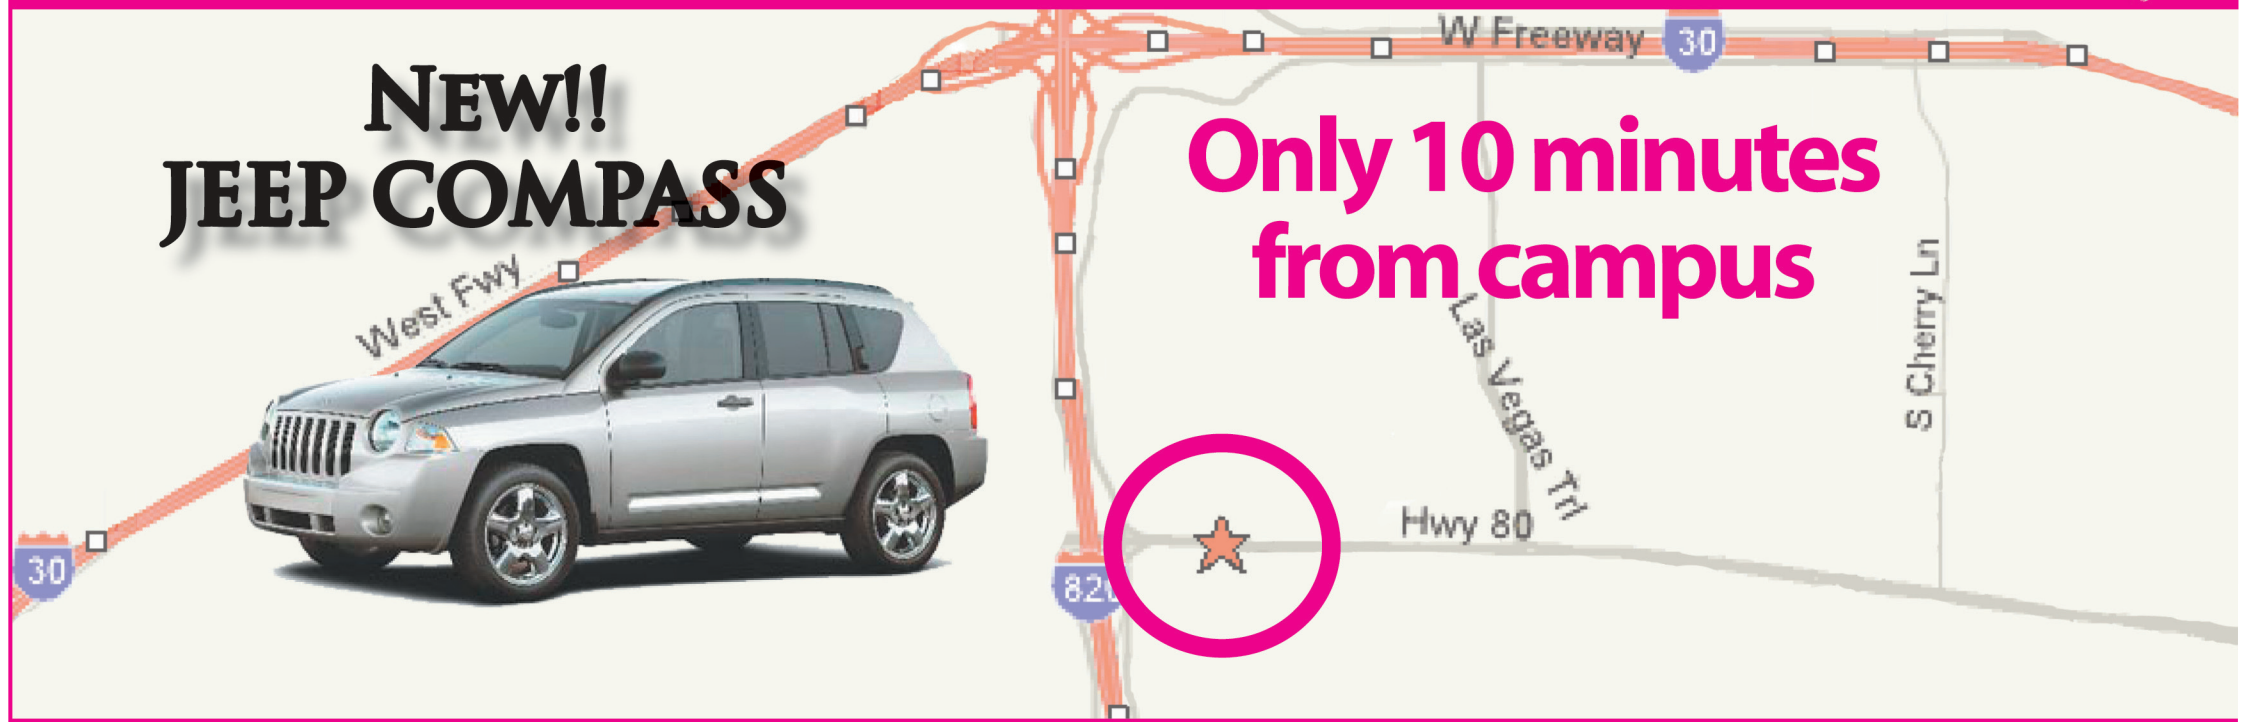 NEW!!
JEEP COMPASS
W Freeway
30
Only 10 minutes
from campus
West Fwy
Las Vegas Trl
S Cherry Ln
Hwy 80
30
820